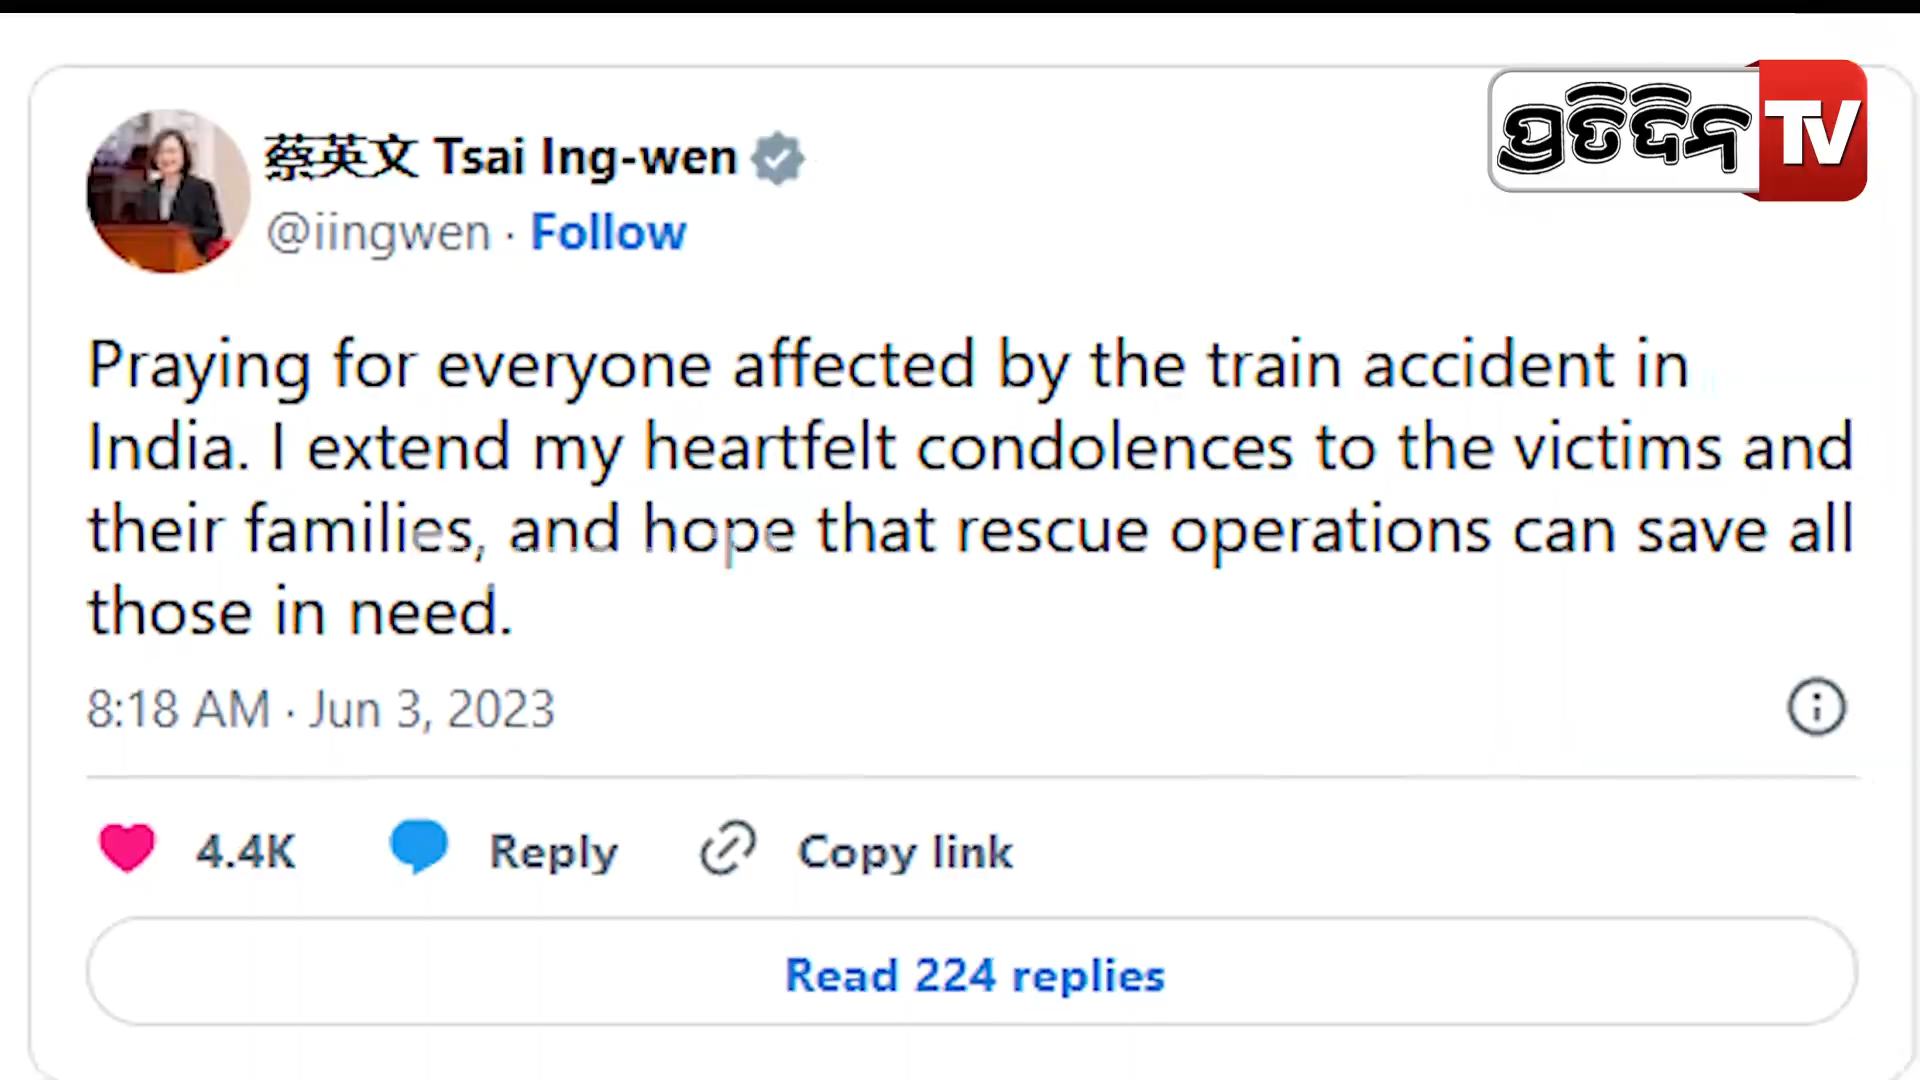 蔡英文 Tsai Ing-wen
@iingwen · Follow
ପ୍ରତିଦିନ TV
Praying for everyone affected by the train accident in
India. I extend my heartfelt condolences to the victims and
their families, and hope that rescue operations can save all
those in need.
8:18 AM · Jun 3, 2023
4.4K Reply Copy link
Read 224 replies